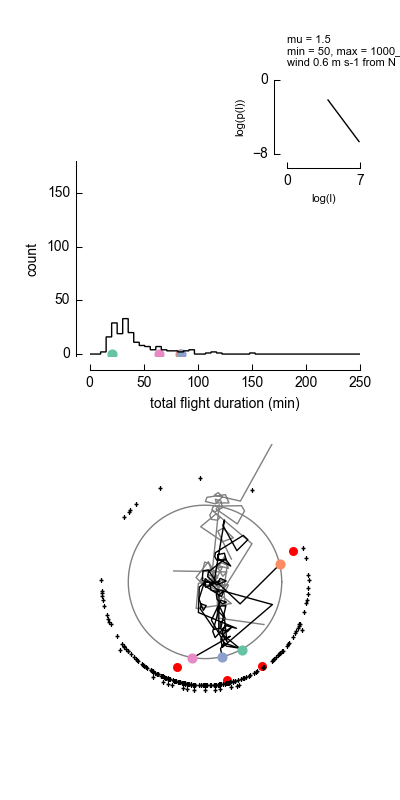 mu = 1.5
min = 50, max = 1000_
wind 0.6 m s-1 from N
0
−8
log(p(l))
0 7
log(l)
150
100
50
0
count
0 50 100 150 200 250
total flight duration (min)